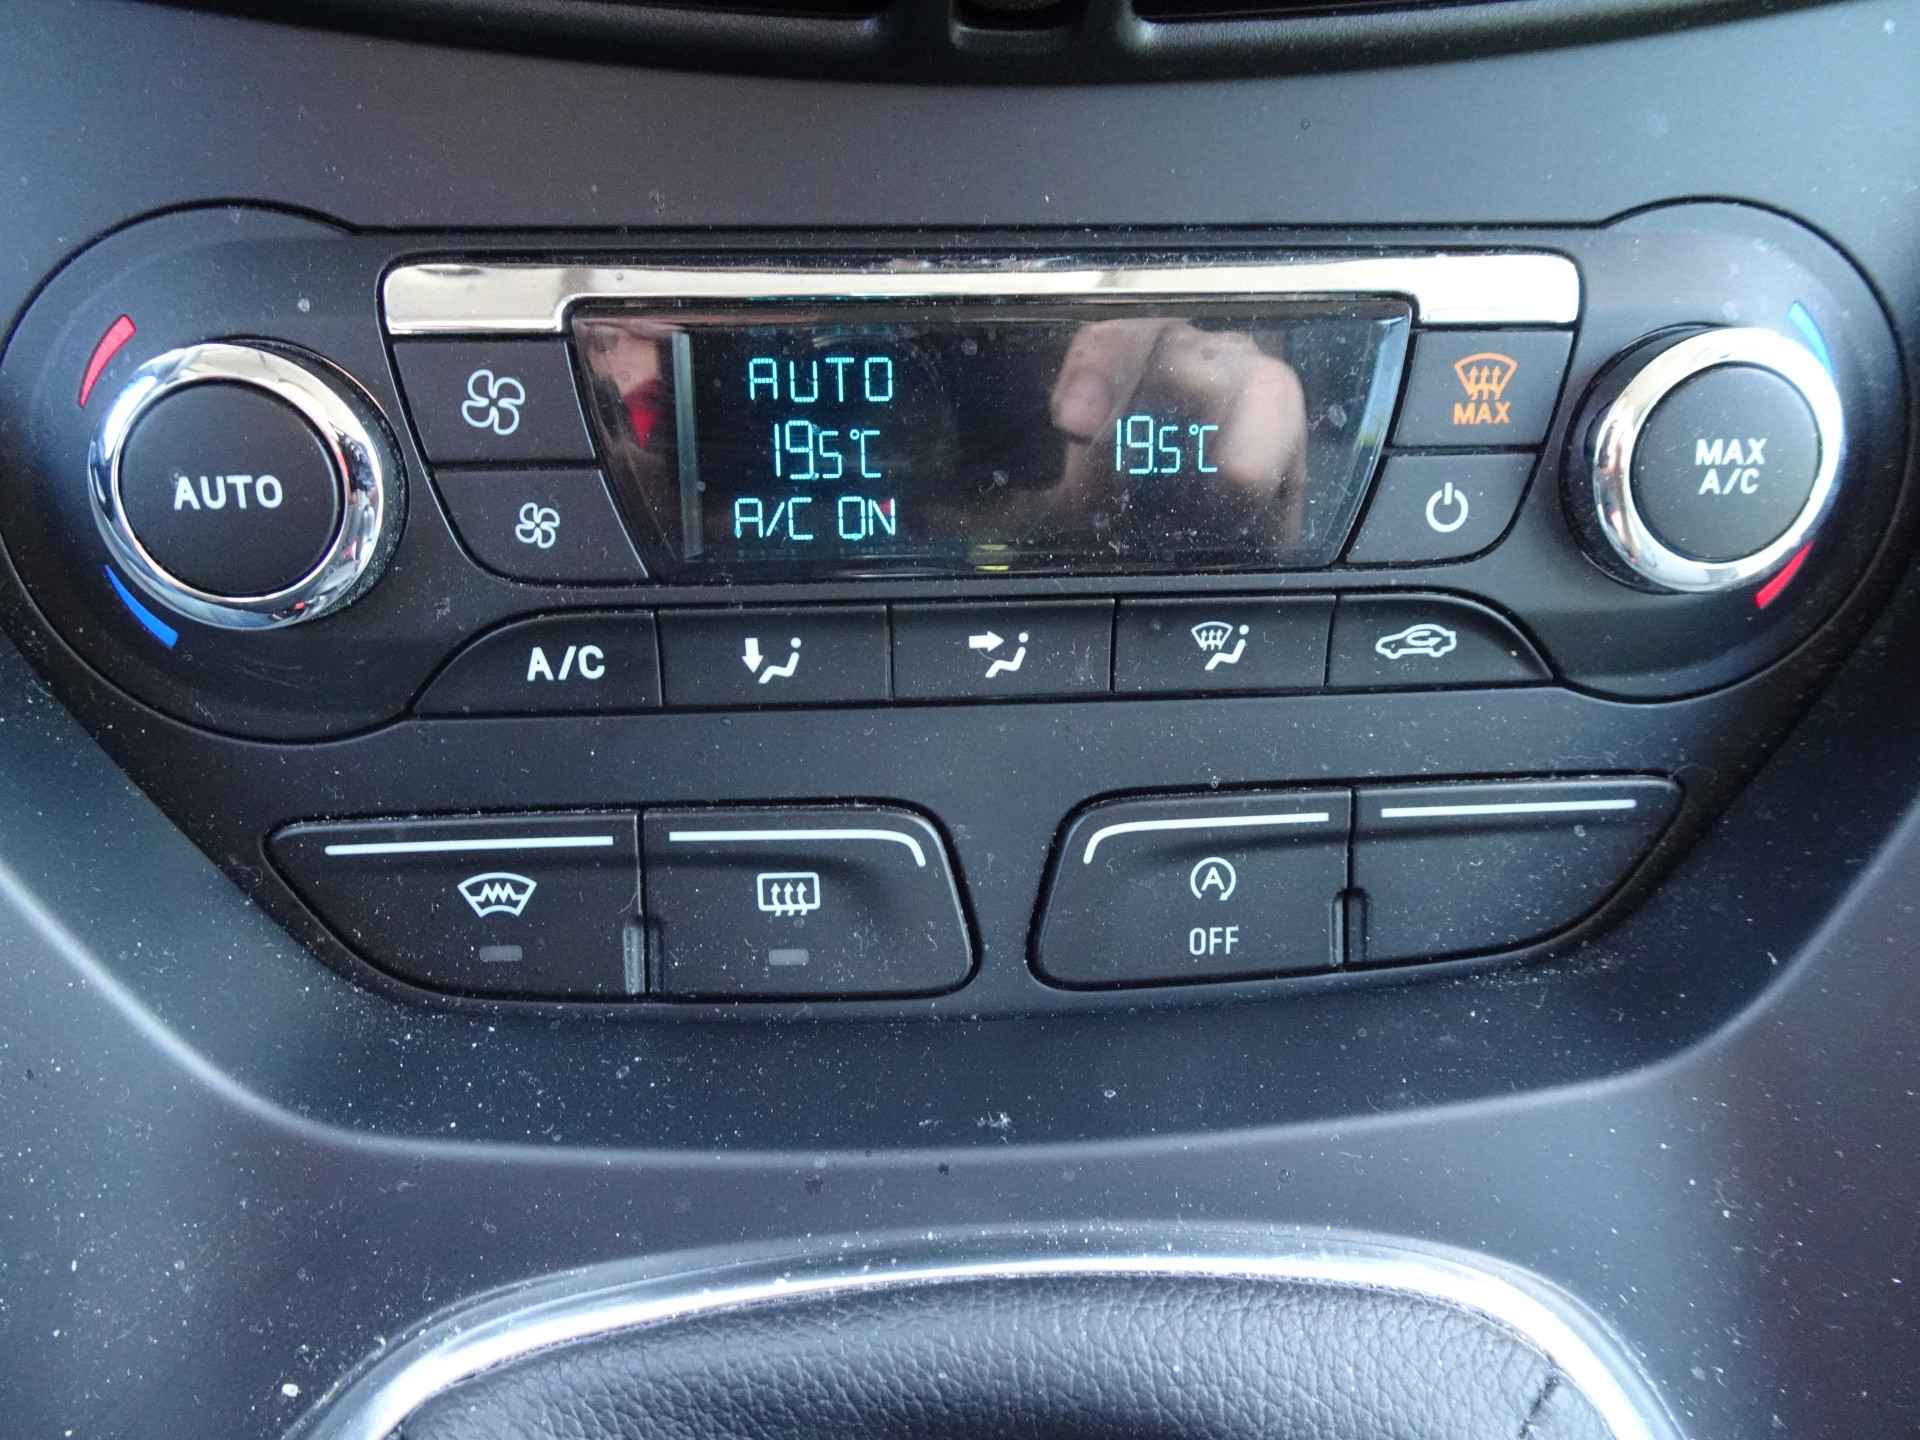 AUTO
AUTO
19.5°C
19.5°C
A/C ON
MAX
MAX
A/C
A/C
A
OFF